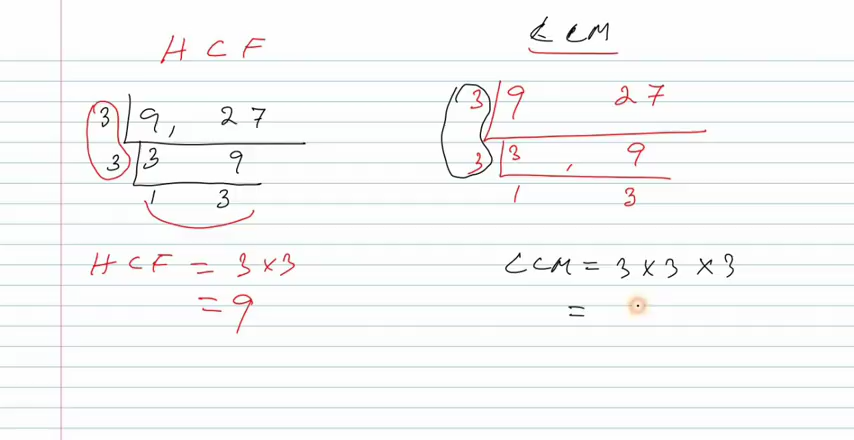 HCF
3 | 9, 27
3 | 3 9
1 3
HCF = 3 × 3
= 9
LCM
3 | 9 27
3 | 3 , 9
1 3
LCM = 3 × 3 × 3
=